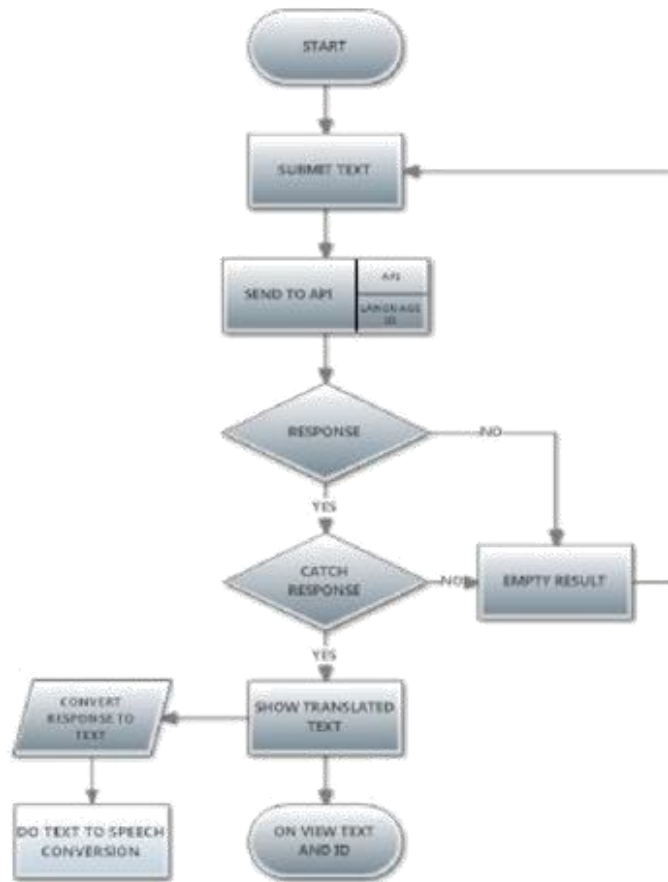 START
SUBMIT TEXT
SEND TO API
API
LANGUAGE
ID
RESPONSE
NO
YES
CATCH
RESPONSE
NO
EMPTY RESULT
YES
CONVERT
RESPONSE TO
TEXT
SHOW TRANSLATED
TEXT
DO TEXT TO SPEECH
CONVERSION
ON VIEW TEXT
AND ID